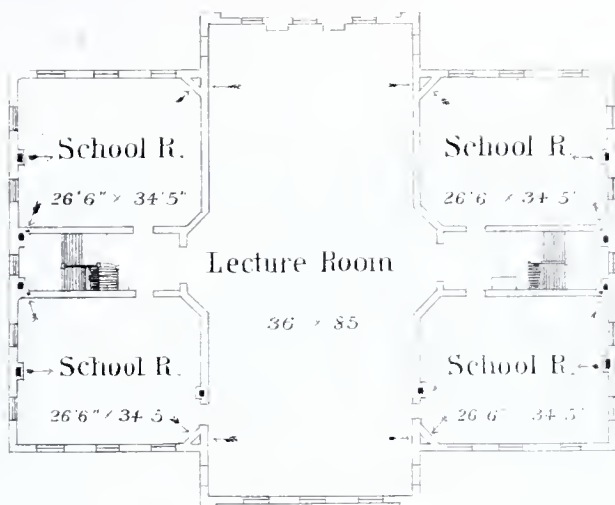 School R.
26'6" × 34'5"
School R.
26'6 × 34 5'
Lecture Room
36 × 85
School R.
26'6" × 34 5
School R.
26 6" 34 5"